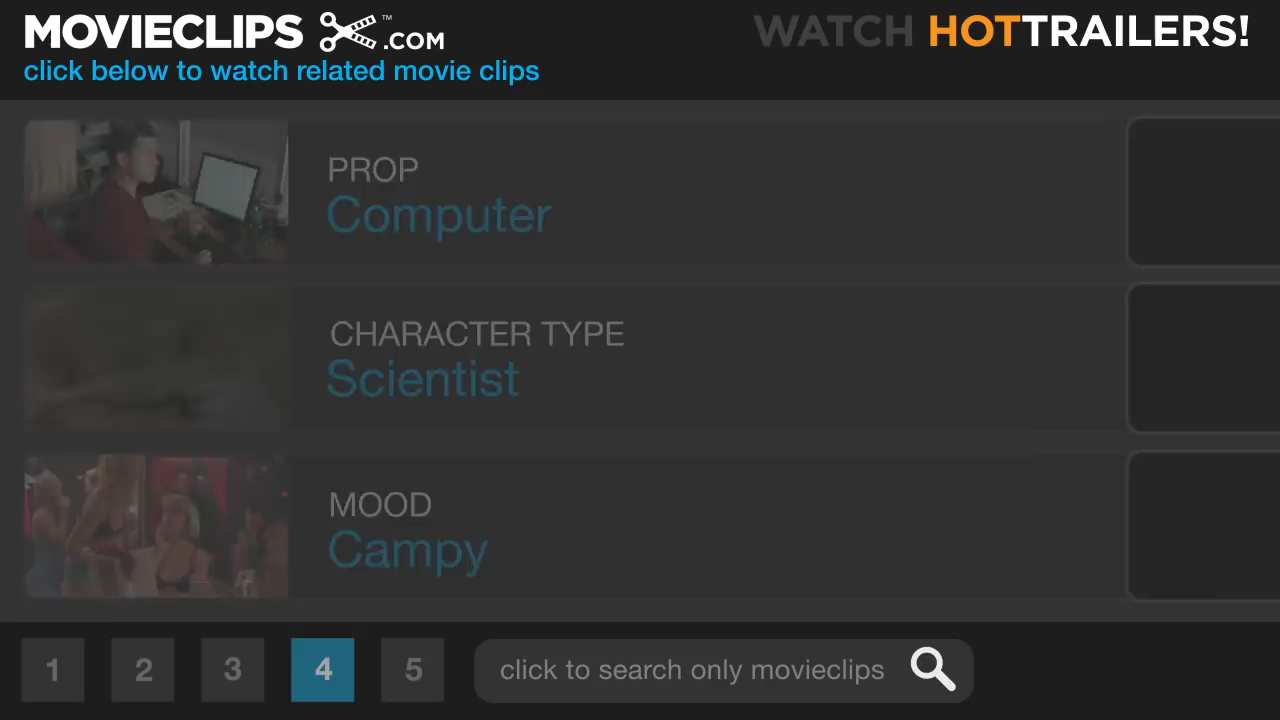 MOVIECLIPS ™ .COM
WATCH HOTTRAILERS!
click below to watch related movie clips
PROP
Computer
CHARACTER TYPE
Scientist
MOOD
Campy
1 2 3 4 5 click to search only movieclips